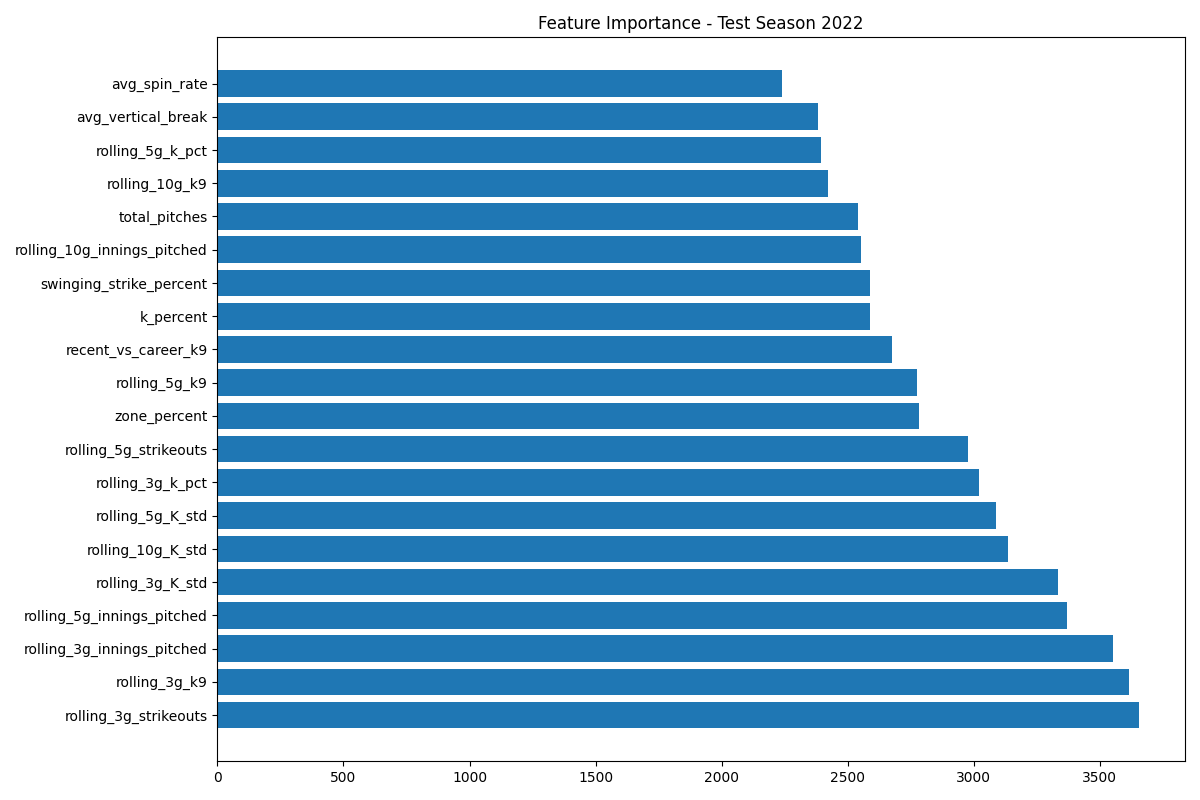 Feature Importance - Test Season 2022
avg_spin_rate
avg_vertical_break
rolling_5g_k_pct
rolling_10g_k9
total_pitches
rolling_10g_innings_pitched
swinging_strike_percent
k_percent
recent_vs_career_k9
rolling_5g_k9
zone_percent
rolling_5g_strikeouts
rolling_3g_k_pct
rolling_5g_K_std
rolling_10g_K_std
rolling_3g_K_std
rolling_5g_innings_pitched
rolling_3g_innings_pitched
rolling_3g_k9
rolling_3g_strikeouts
0 500 1000 1500 2000 2500 3000 3500